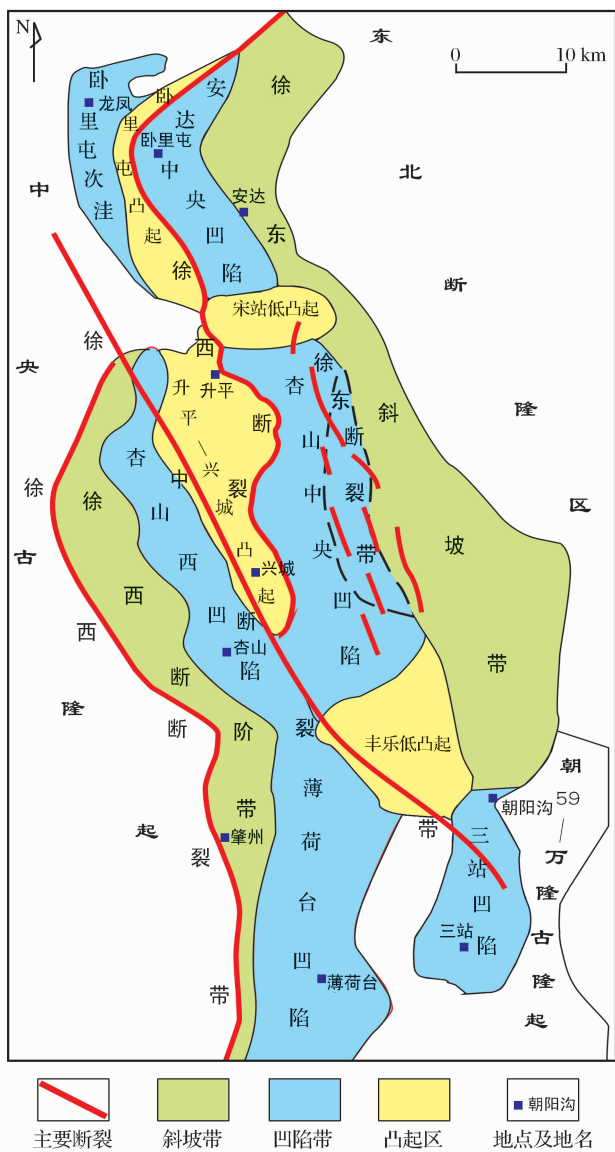 N
0 10 km
东北断隆区
中央古隆起
卧里屯次洼
龙凤
卧里屯凸起
卧里屯
安达中央凹陷
安达
徐东斜坡带
宋站低凸起
徐西断裂
升平
升平—兴城凸起
兴城
徐中断裂带
徐东断裂带
杏山中央凹陷
杏山西凹陷
杏山
徐西断阶带
徐西断裂带
肇州
丰乐低凸起
薄荷台凹陷
薄荷台
三站凹陷
三站
朝阳沟
朝59—万隆古隆起
主要断裂
斜坡带
凹陷带
凸起区
朝阳沟
地点及地名